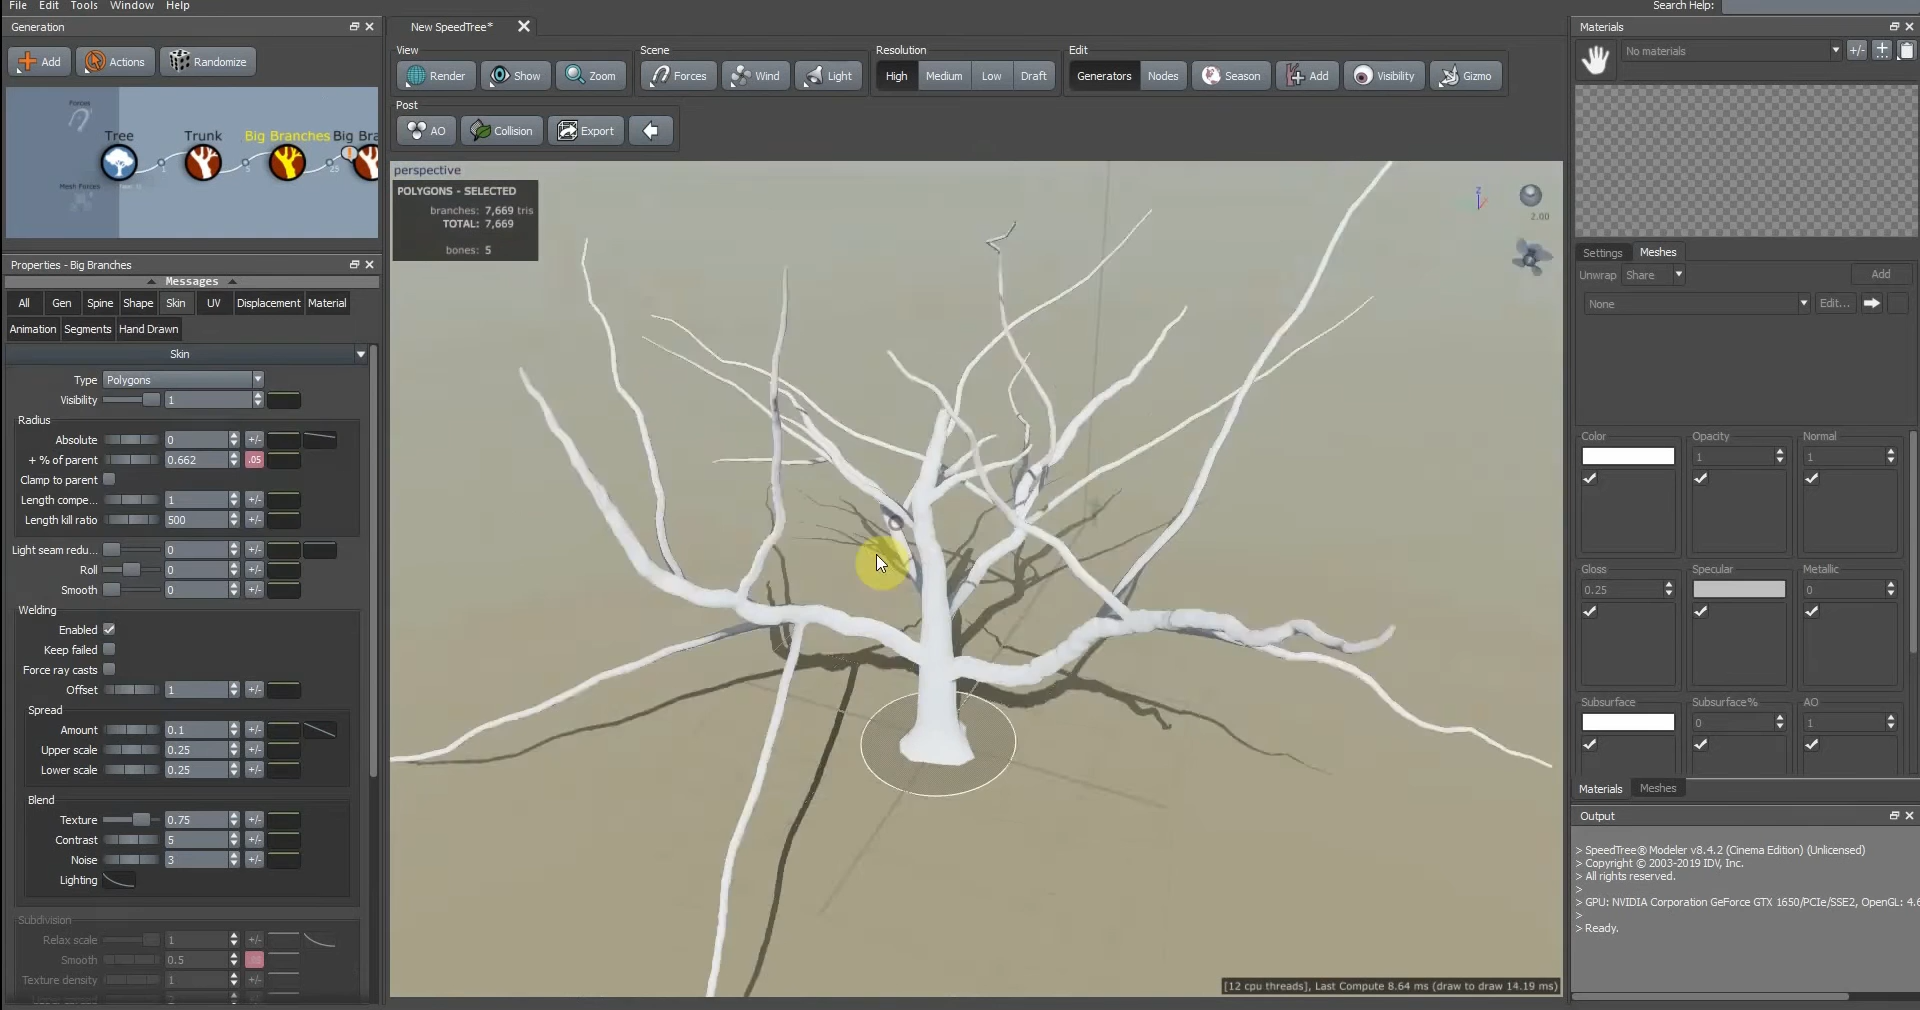 File Edit Tools Window Help
Search Help:
Generation
Add Actions Randomize
Forces
Tree Trunk Big Branches Big Bra
1 5 25
Mesh Forces
Properties - Big Branches
Messages
All Gen Spine Shape Skin UV Displacement Material
Animation Segments Hand Drawn
Skin
Type Polygons
Visibility 1
Radius
Absolute 0 +/-
+ % of parent 0.662 .05
Clamp to parent
Length compe... 1 +/-
Length kill ratio 500 +/-
Light seam redu... 0 +/-
Roll 0 +/-
Smooth 0 +/-
Welding
Enabled
Keep failed
Force ray casts
Offset 1 +/-
Spread
Amount 0.1 +/-
Upper scale 0.25 +/-
Lower scale 0.25 +/-
Blend
Texture 0.75 +/-
Contrast 5 +/-
Noise 3 +/-
Lighting
Subdivision
Relax scale 1 +/-
Smooth 0.5
Texture density 1 +/-
New SpeedTree*
View Scene Resolution Edit
Render Show Zoom Forces Wind Light High Medium Low Draft Generators Nodes Season Add Visibility Gizmo
Post
AO Collision Export
perspective
POLYGONS - SELECTED
branches: 7,669 tris
TOTAL: 7,669
bones: 5
z
2.00
[12 cpu threads], Last Compute 8.64 ms (draw to draw 14.19 ms)
Materials
No materials +/-
Settings Meshes
Unwrap Share Add
None Edit...
Color Opacity Normal
1 1
Gloss Specular Metallic
0.25 0
Subsurface Subsurface% AO
0 1
Materials Meshes
Output
> SpeedTree® Modeler v8.4.2 (Cinema Edition) (Unlicensed)
> Copyright © 2003-2019 IDV, Inc.
> All rights reserved.
>
> GPU: NVIDIA Corporation GeForce GTX 1650/PCIe/SSE2, OpenGL: 4.6
>
> Ready.